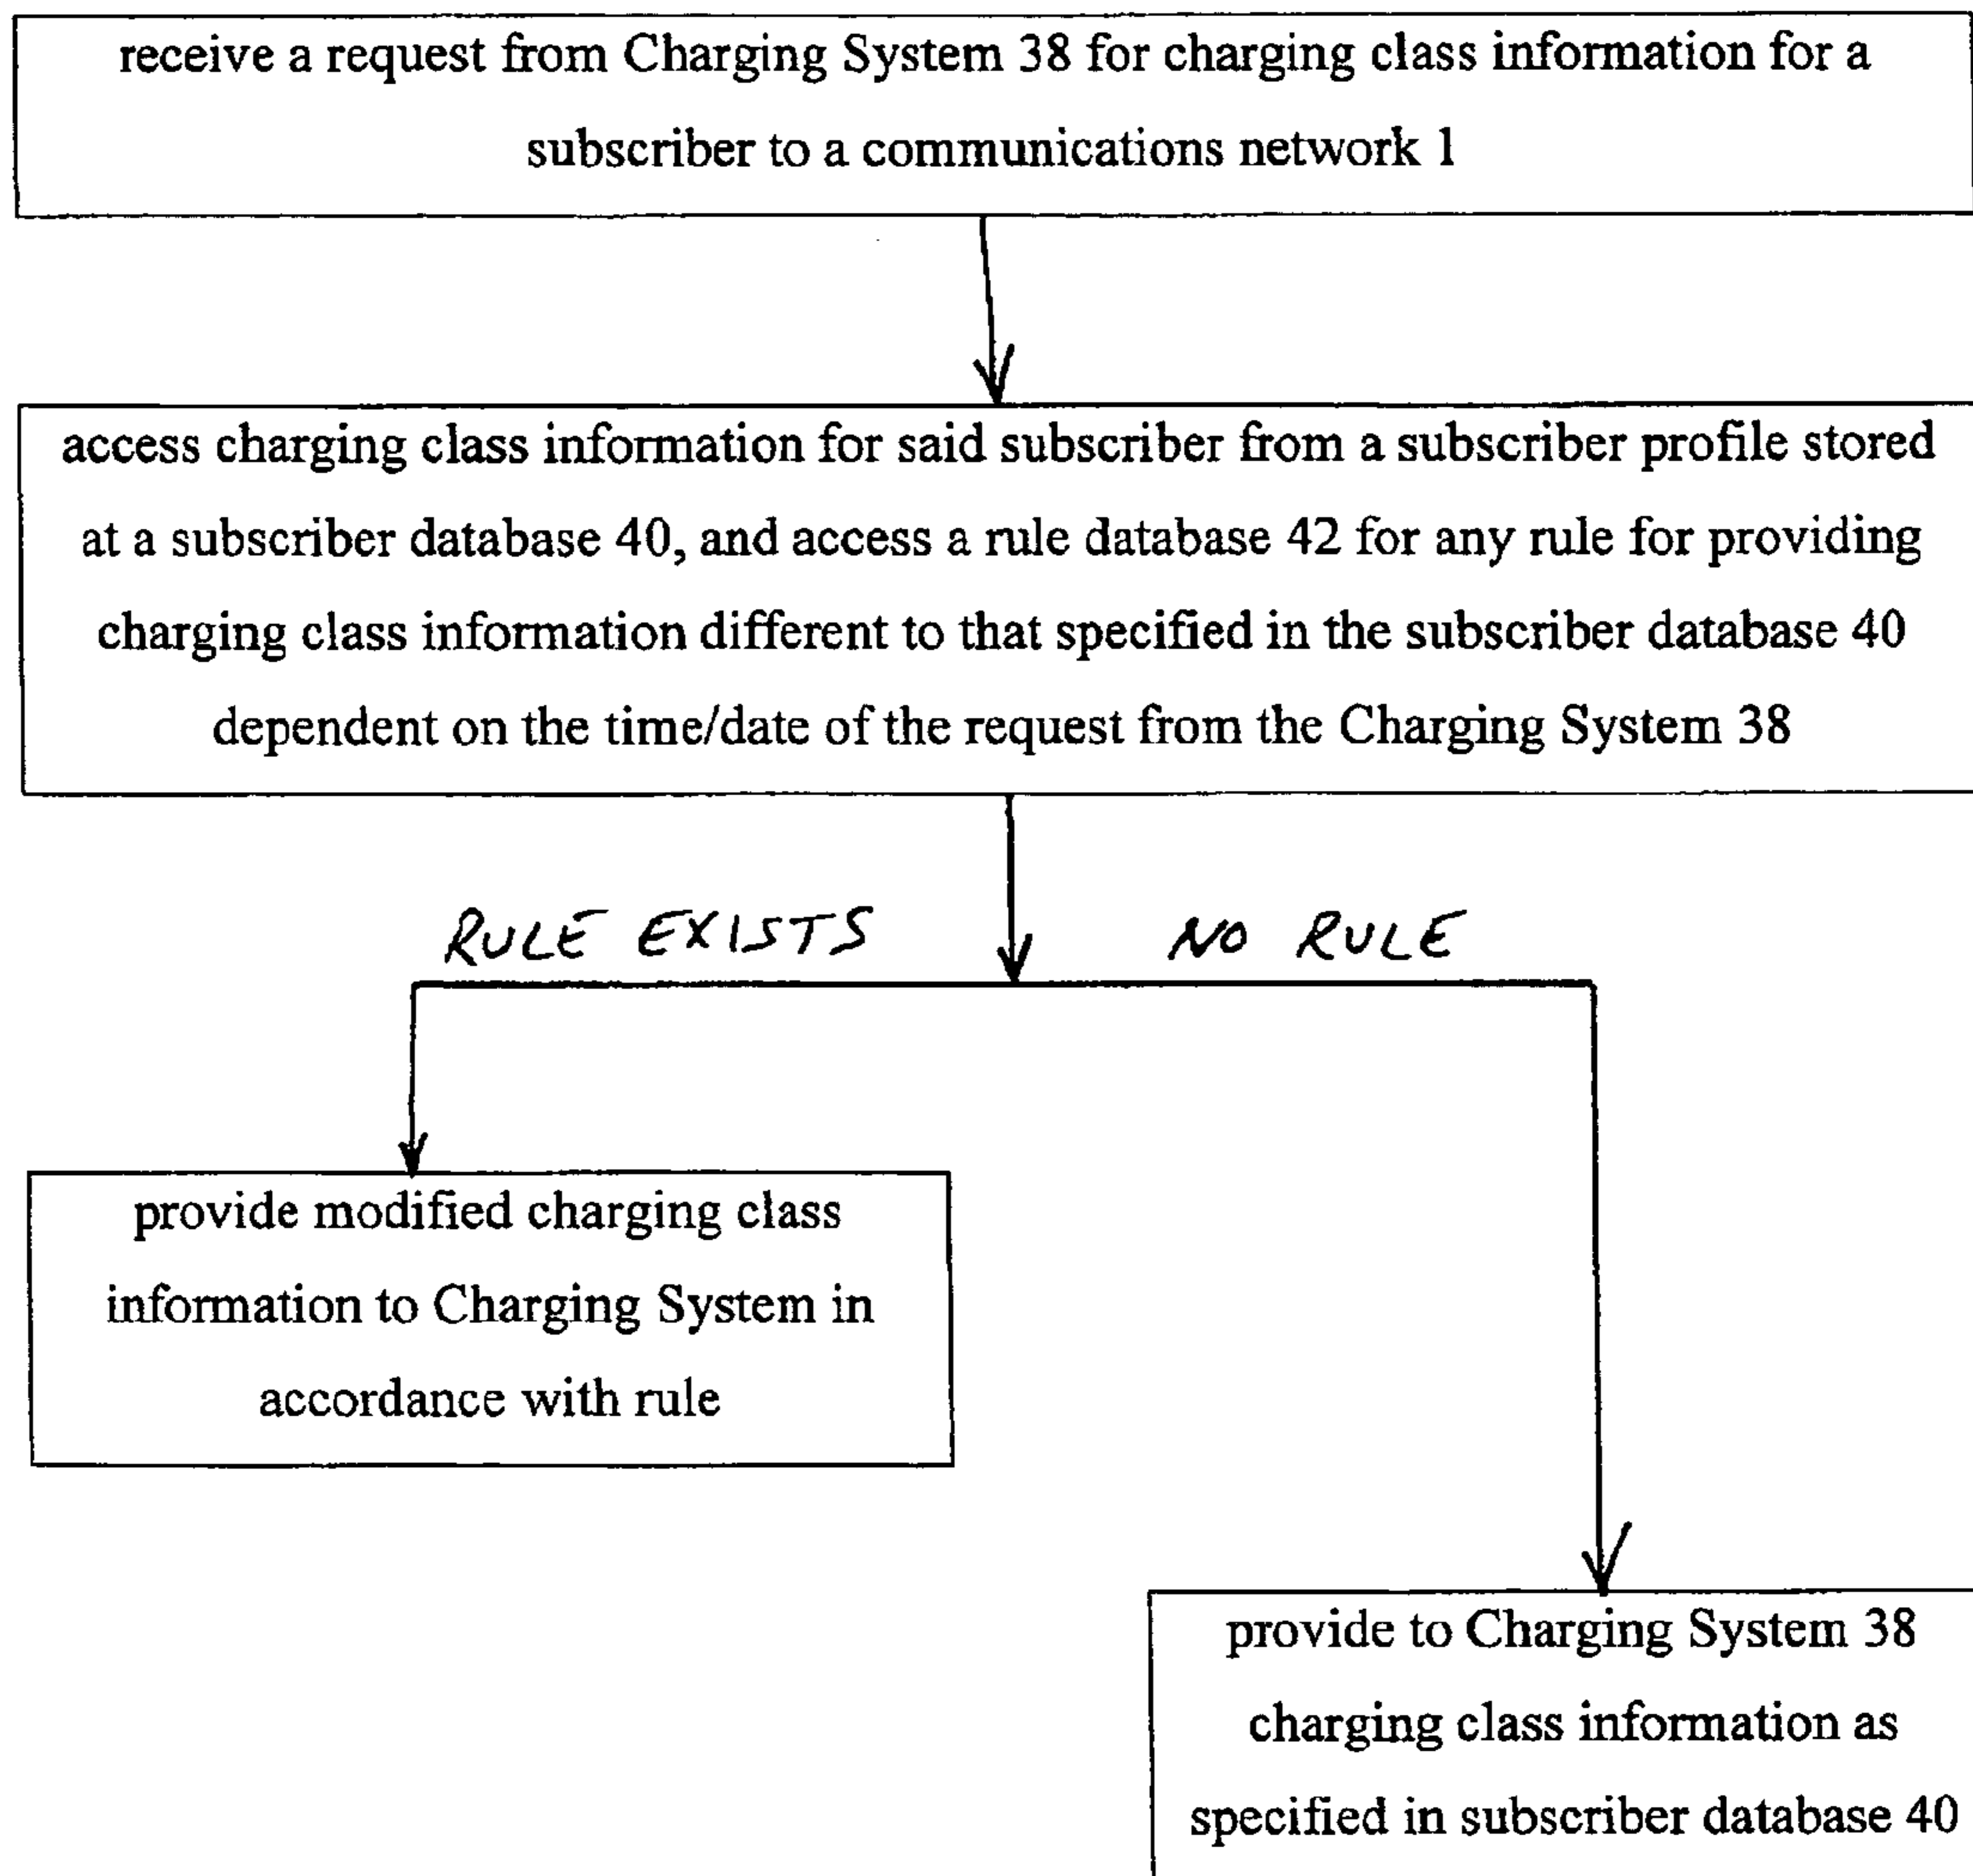 receive a request from Charging System 38 for charging class information for a
subscriber to a communications network 1
access charging class information for said subscriber from a subscriber profile stored
at a subscriber database 40, and access a rule database 42 for any rule for providing
charging class information different to that specified in the subscriber database 40
dependent on the time/date of the request from the Charging System 38
RULE EXISTS
NO RULE
provide modified charging class
information to Charging System in
accordance with rule
provide to Charging System 38
charging class information as
specified in subscriber database 40